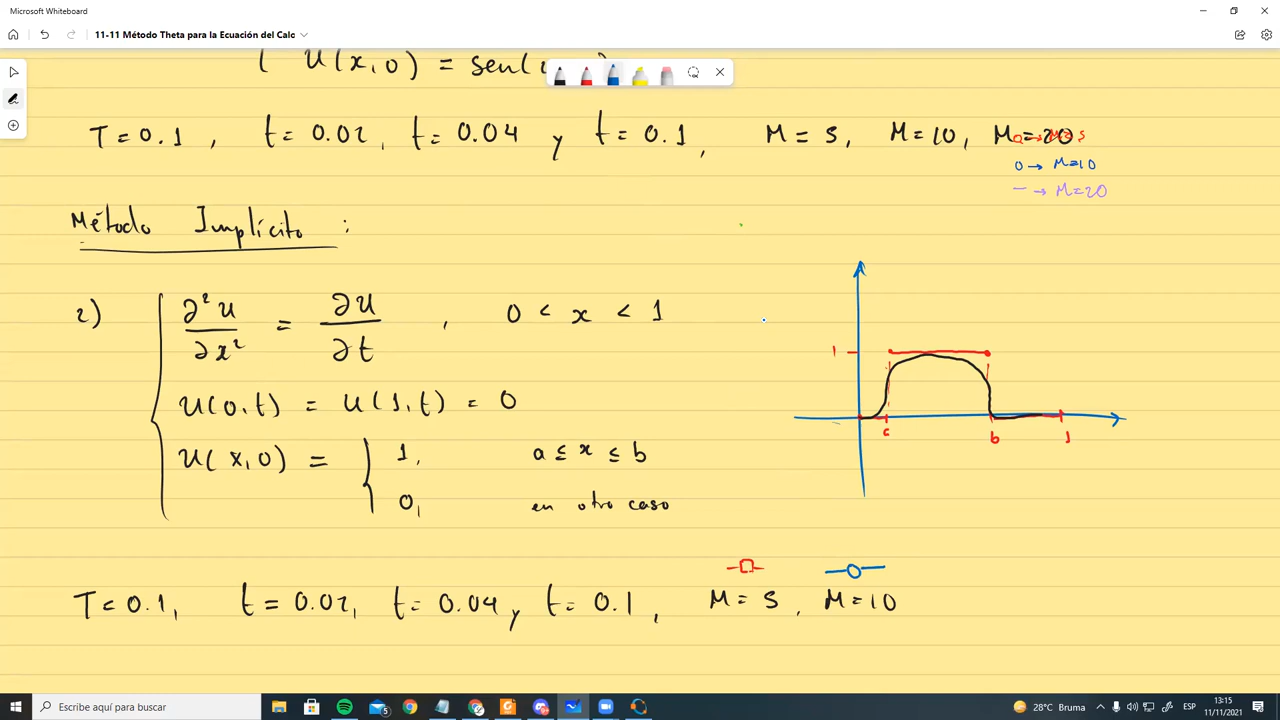 Microsoft Whiteboard
11-11 Método Theta para la Ecuación del Calo
U(x,0) = sen(
T = 0.1, t = 0.02, t = 0.04 y t = 0.1, M = 5, M = 10, M = 20
o → M=5
o → M=10
— → M=20
Método Implícito :
2) ∂²u/∂x² = ∂u/∂t , 0 < x < 1
u(0,t) = u(1,t) = 0
u(x,0) = { 1, a ≤ x ≤ b
0, en otro caso
1
a b 1
T = 0.1, t = 0.02, t = 0.04 y t = 0.1, M = 5, M = 10
Escribe aquí para buscar
28°C Bruma
ESP
13:15
11/11/2021